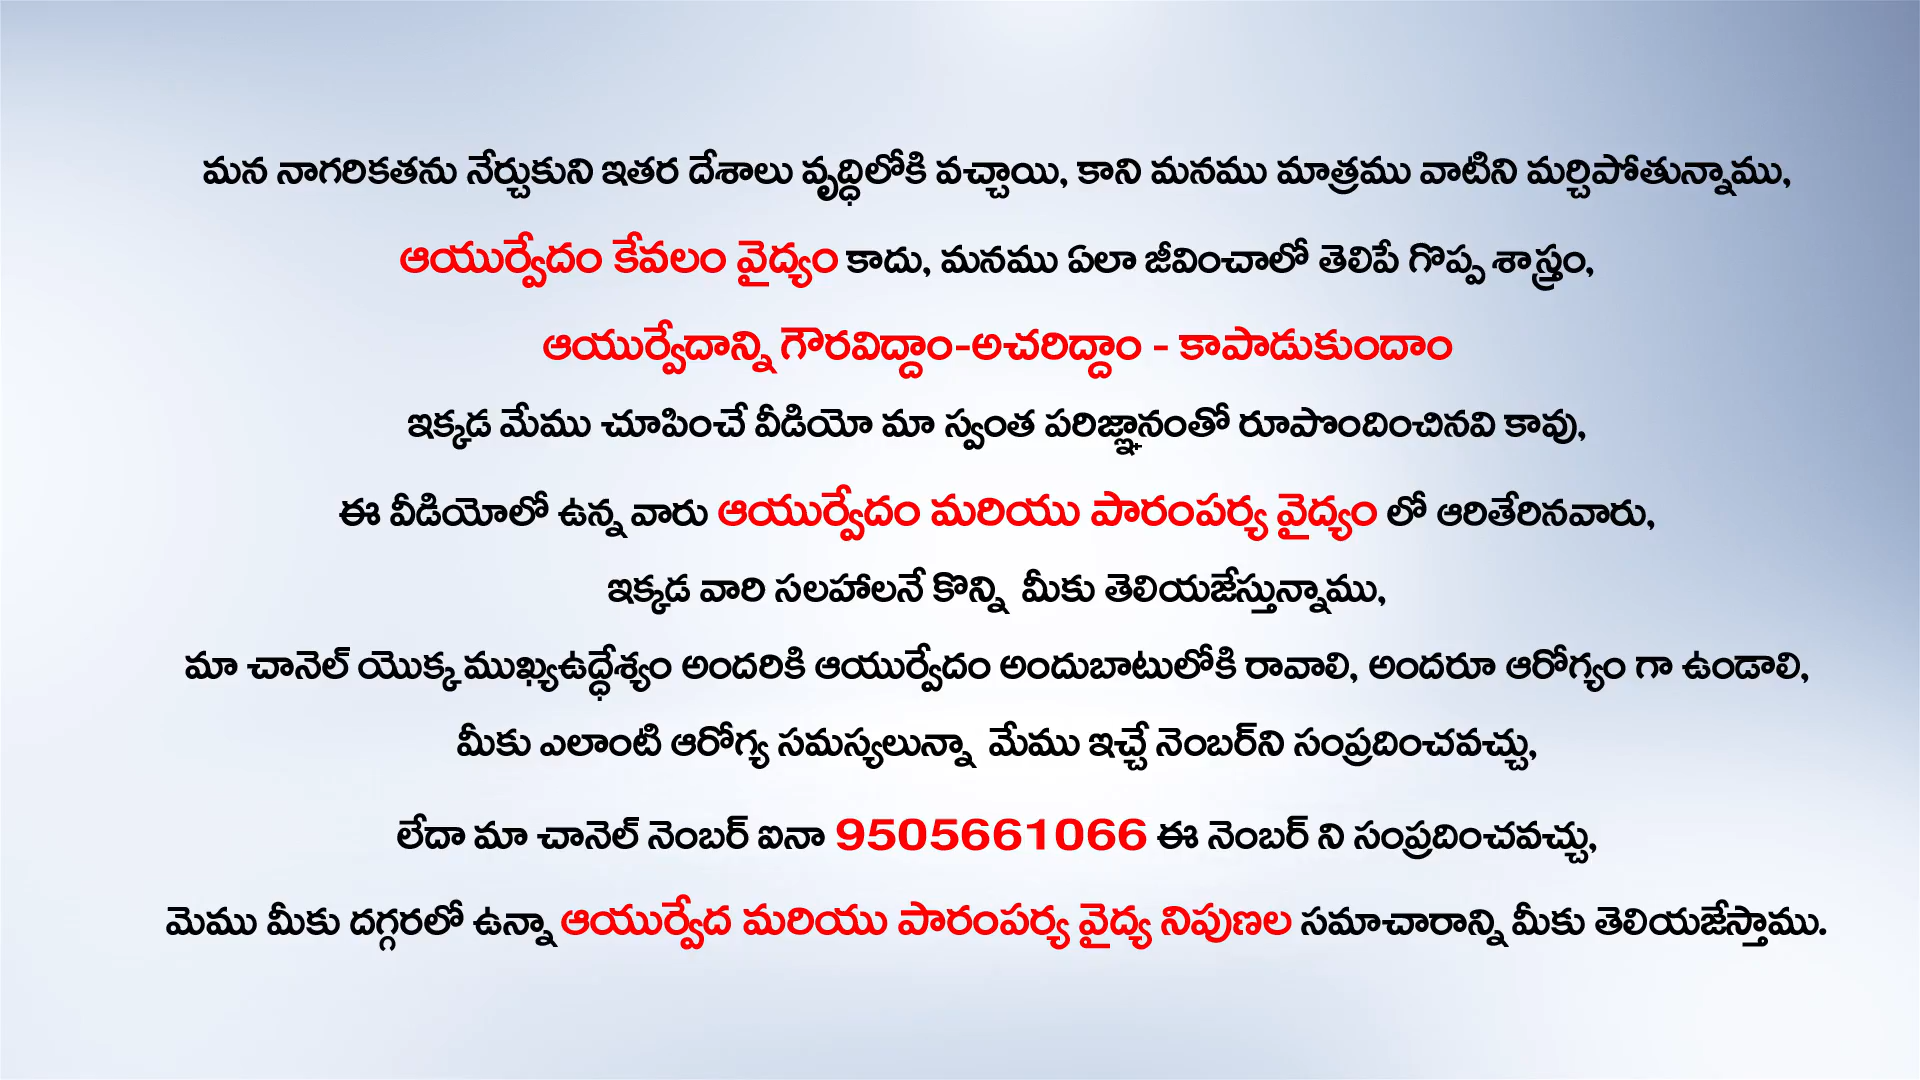 మన నాగరికతను నేర్చుకుని ఇతర దేశాలు వృద్ధిలోకి వచ్చాయి, కాని మనము మాత్రము వాటిని మర్చిపోతున్నాము,
ఆయుర్వేదం కేవలం వైద్యం కాదు, మనము ఏలా జీవించాలో తెలిపే గొప్ప శాస్త్రం,
ఆయుర్వేదాన్ని గౌరవిద్దాం-అచరిద్దాం - కాపాడుకుందాం
ఇక్కడ మేము చూపించే వీడియో మా స్వంత పరిజ్ఞానంతో రూపొందించినవి కావు,
ఈ వీడియోలో ఉన్న వారు ఆయుర్వేదం మరియు పారంపర్య వైద్యం లో ఆరితేరినవారు,
ఇక్కడ వారి సలహాలనే కొన్ని మీకు తెలియజేస్తున్నాము,
మా చానెల్ యొక్క ముఖ్యఉద్ధేశ్యం అందరికి ఆయుర్వేదం అందుబాటులోకి రావాలి, అందరూ ఆరోగ్యం గా ఉండాలి,
మీకు ఎలాంటి ఆరోగ్య సమస్యలున్నా మేము ఇచ్చే నెంబర్‌ని సంప్రదించవచ్చు,
లేదా మా చానెల్ నెంబర్ ఐనా 9505661066 ఈ నెంబర్ ని సంప్రదించవచ్చు,
మెము మీకు దగ్గరలో ఉన్నా ఆయుర్వేద మరియు పారంపర్య వైద్య నిపుణల సమాచారాన్ని మీకు తెలియజేస్తాము.